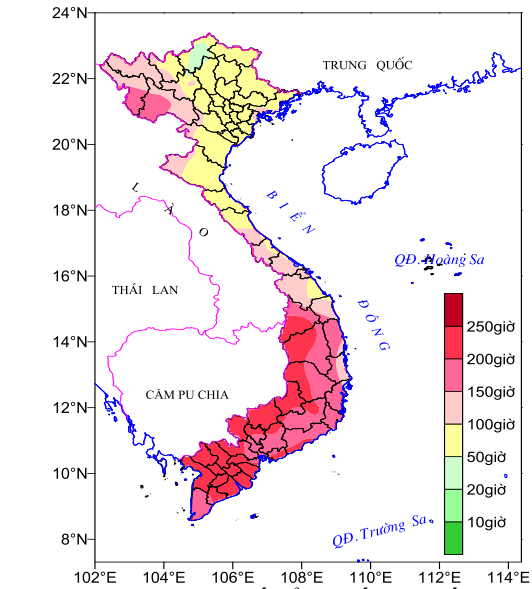 24°N
22°N
20°N
18°N
16°N
14°N
12°N
10°N
8°N
TRUNG QUỐC
BIỂN
LÀO
QĐ. Hoàng Sa
THÁI LAN
ĐÔNG
CĂM PU CHIA
250giờ
200giờ
150giờ
100giờ
50giờ
20giờ
10giờ
QĐ. Trường Sa
102°E 104°E 106°E 108°E 110°E 112°E 114°E